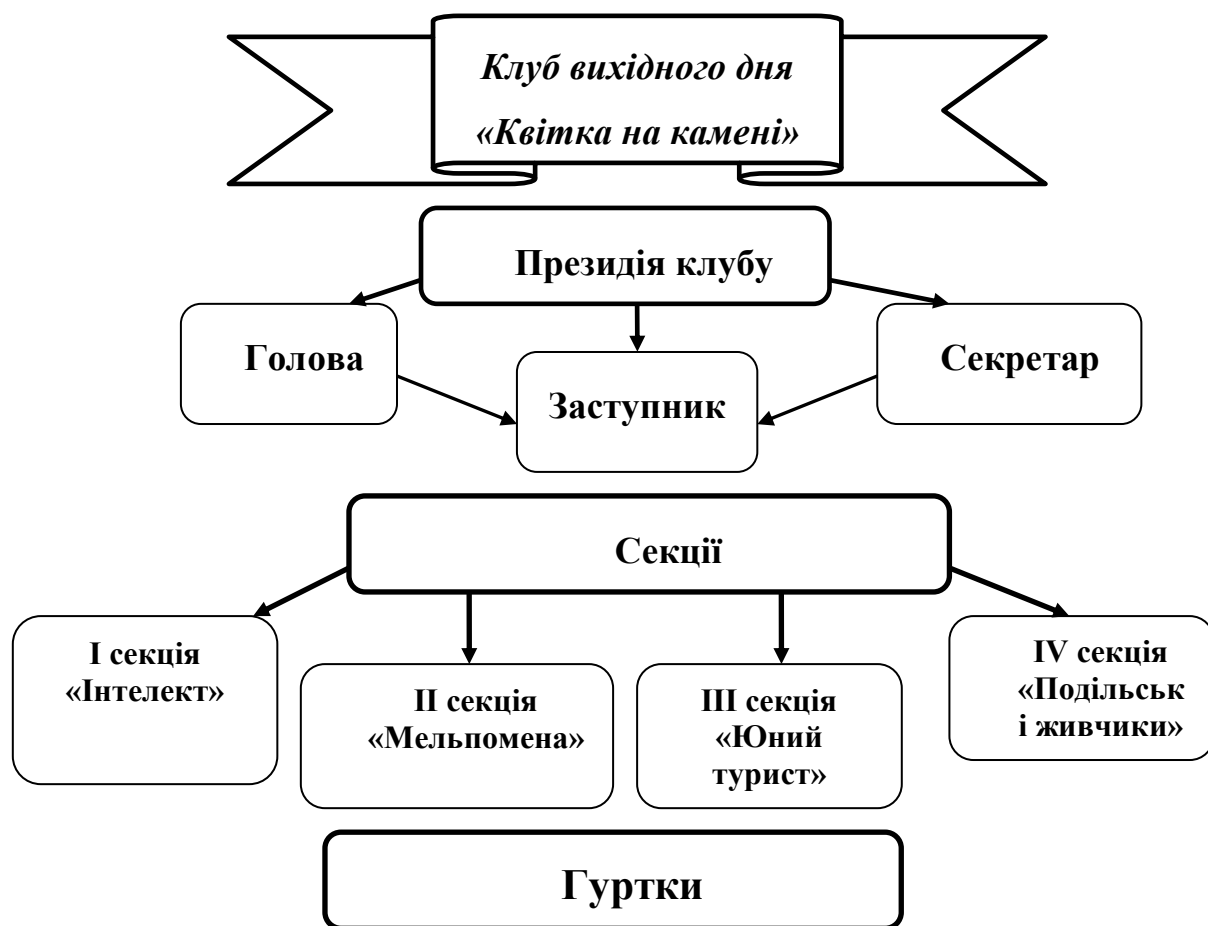 Клуб вихідного дня
«Квітка на камені»
Президія клубу
Голова
Заступник
Секретар
Секції
І секція
«Інтелект»
ІІ секція
«Мельпомена»
ІІІ секція
«Юний
турист»
IV секція
«Подільськ
і живчики»
Гуртки